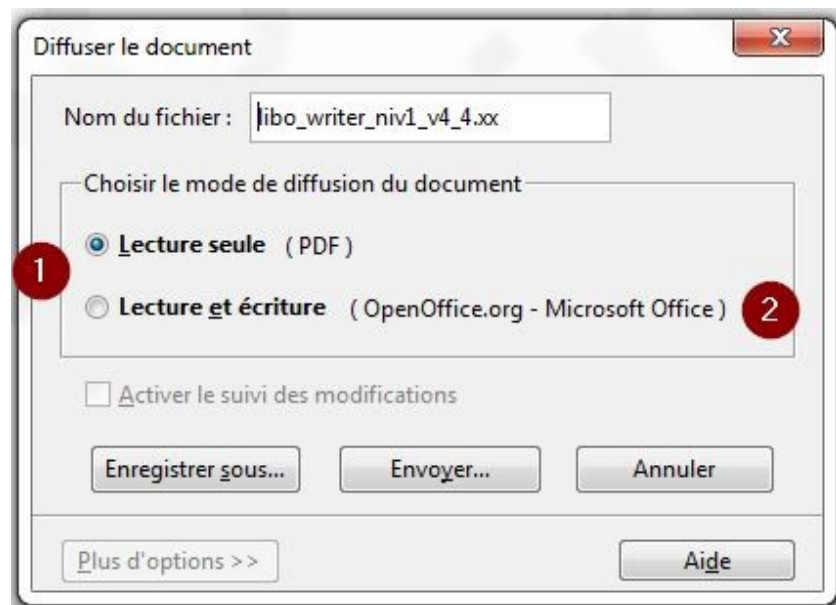 Diffuser le document
Nom du fichier : libo_writer_niv1_v4_4.xx
Choisir le mode de diffusion du document
1
Lecture seule ( PDF )
Lecture et écriture ( OpenOffice.org - Microsoft Office ) 2
Activer le suivi des modifications
Enregistrer sous... Envoyer... Annuler
Plus d'options >> Aide